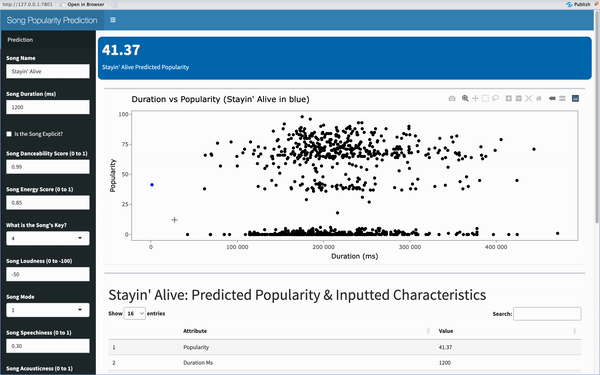 http://127.0.0.1:7801 Open in Browser Publish
Song Popularity Prediction
Prediction
Song Name
Stayin' Alive
Song Duration (ms)
1200
Is the Song Explicit?
Song Danceability Score (0 to 1)
0.99
Song Energy Score (0 to 1)
0.85
What is the Song's Key?
4
Song Loudness (0 to -100)
-50
Song Mode
1
Song Speechiness (0 to 1)
0.30
Song Acousticness (0 to 1)
41.37
Stayin' Alive Predicted Popularity
Duration vs Popularity (Stayin' Alive in blue)
Popularity
100
75
50
25
0
0 100 000 200 000 300 000 400 000
Duration (ms)
Stayin' Alive: Predicted Popularity & Inputted Characteristics
Show 16 entries Search:
Attribute Value
1 Popularity 41.37
2 Duration Ms 1200